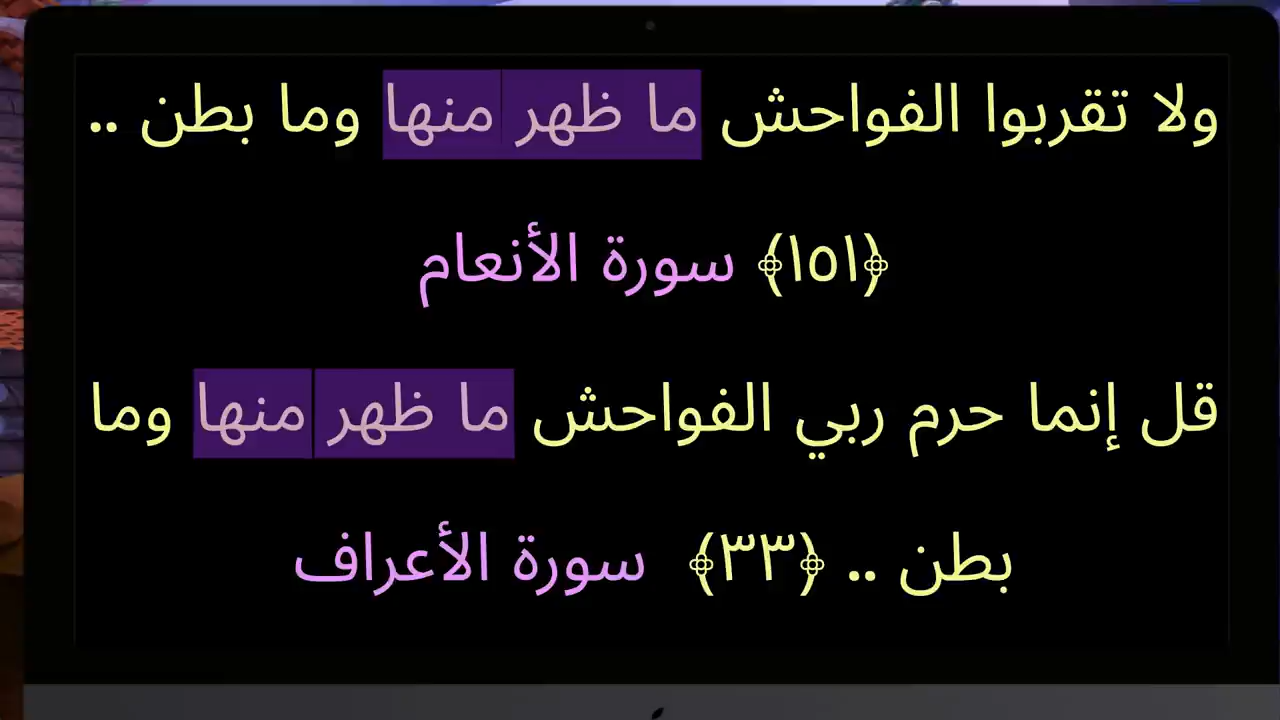 ولا تقربوا الفواحش ما ظهر منها وما بطن ..
﴿١٥١﴾ سورة الأنعام
قل إنما حرم ربي الفواحش ما ظهر منها وما
بطن .. ﴿٣٣﴾ سورة الأعراف